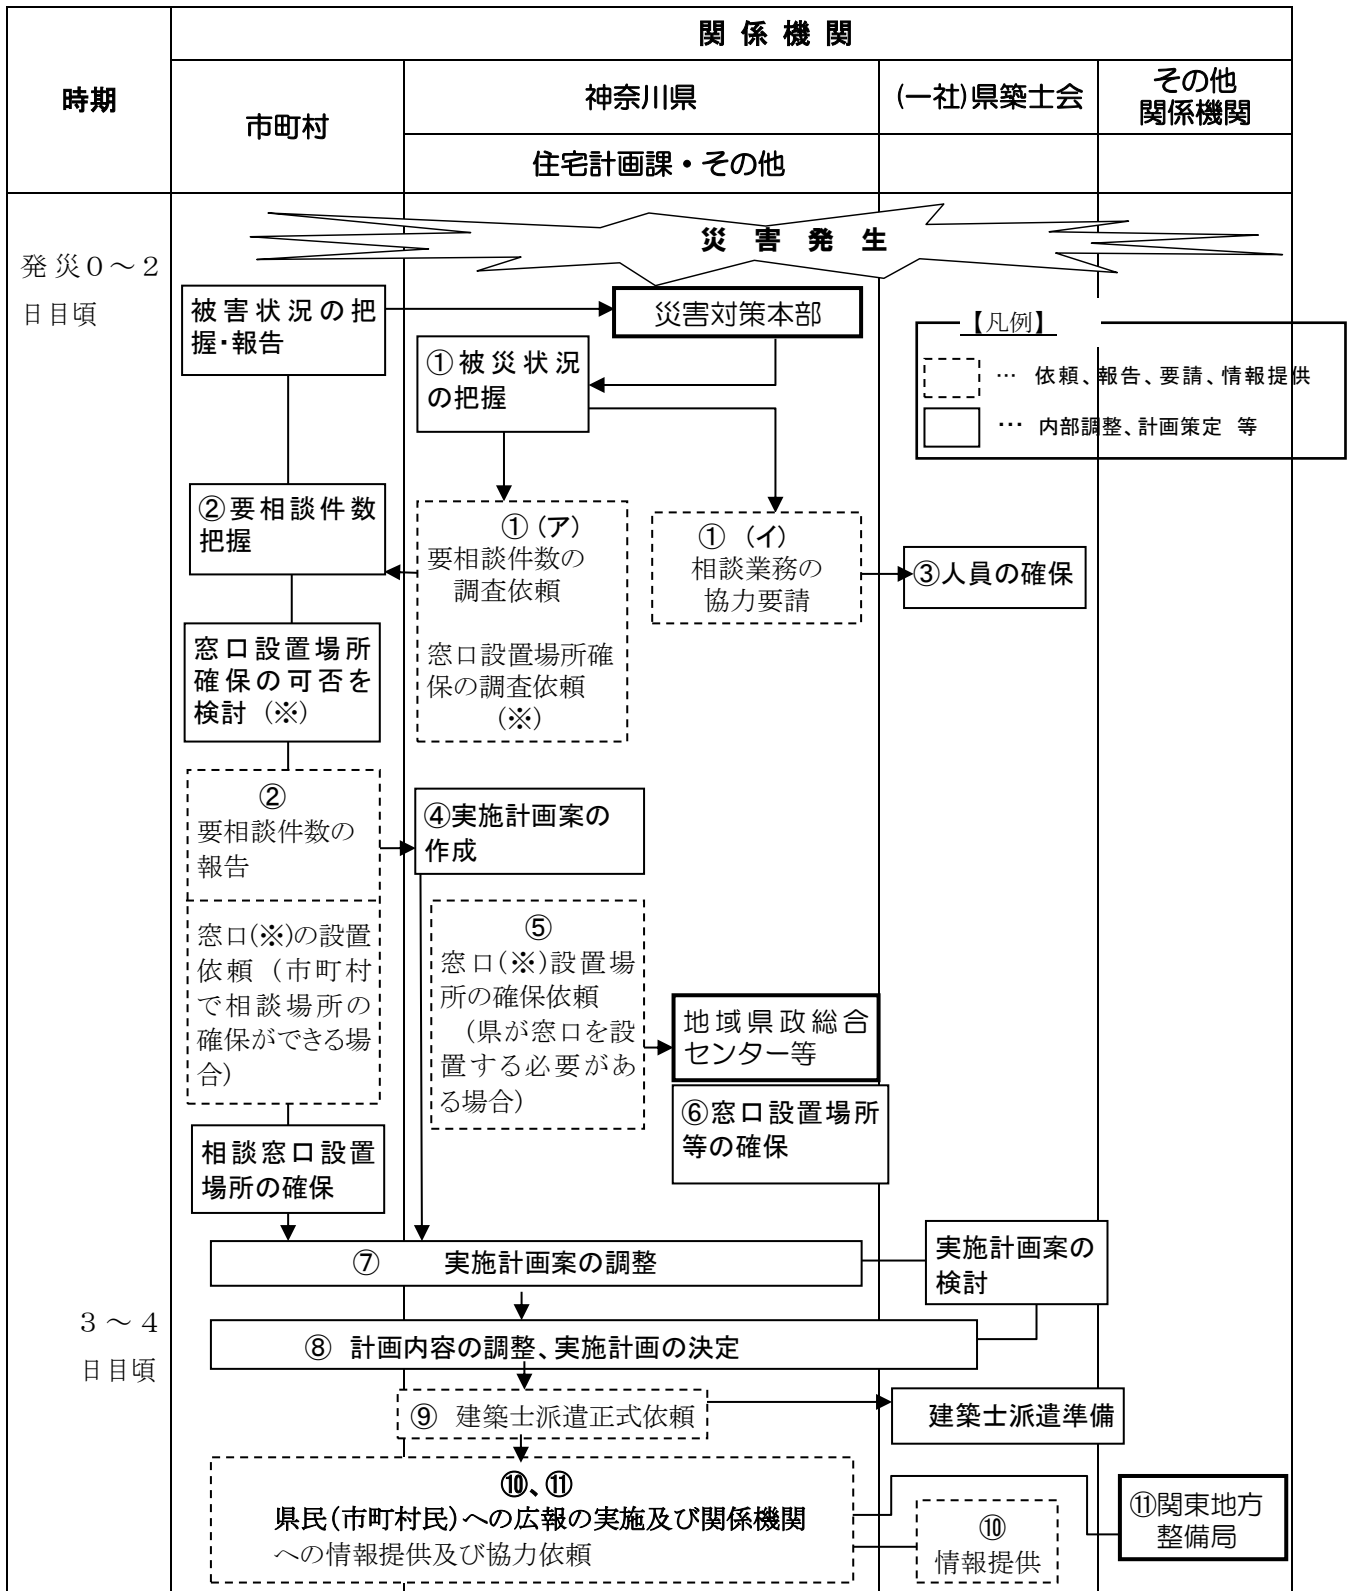 関 係 機 関
時期
市町村
神奈川県
(一社)県築士会
その他
関係機関
住宅計画課・その他
災 害 発 生
発 災０～２
日目頃
被害状況の把
握・報告
災害対策本部
【凡例】
… 依頼、報告、要請、情報提供
… 内部調整、計画策定 等
①被災状況
の把握
②要相談件数
把握
①(ア)
要相談件数の
調査依頼
窓口設置場所確
保の調査依頼
(※)
① (イ)
相談業務の
協力要請
③人員の確保
窓口設置場所
確保の可否を
検討 (※)
②
要相談件数の
報告
窓口(※)の設置
依頼（市町村
で相談場所の
確保ができる場
合）
④実施計画案の
作成
⑤
窓口(※)設置場
所の確保依頼
（県が窓口を設
置する必要があ
る場合）
地域県政総合
センター等
⑥窓口設置場所
等の確保
相談窓口設置
場所の確保
⑦ 実施計画案の調整
実施計画案の
検討
３～４
日目頃
⑧ 計画内容の調整、実施計画の決定
⑨ 建築士派遣正式依頼
建築士派遣準備
⑩、⑪
県民(市町村民)への広報の実施及び関係機関
への情報提供及び協力依頼
⑩
情報提供
⑪関東地方
整備局